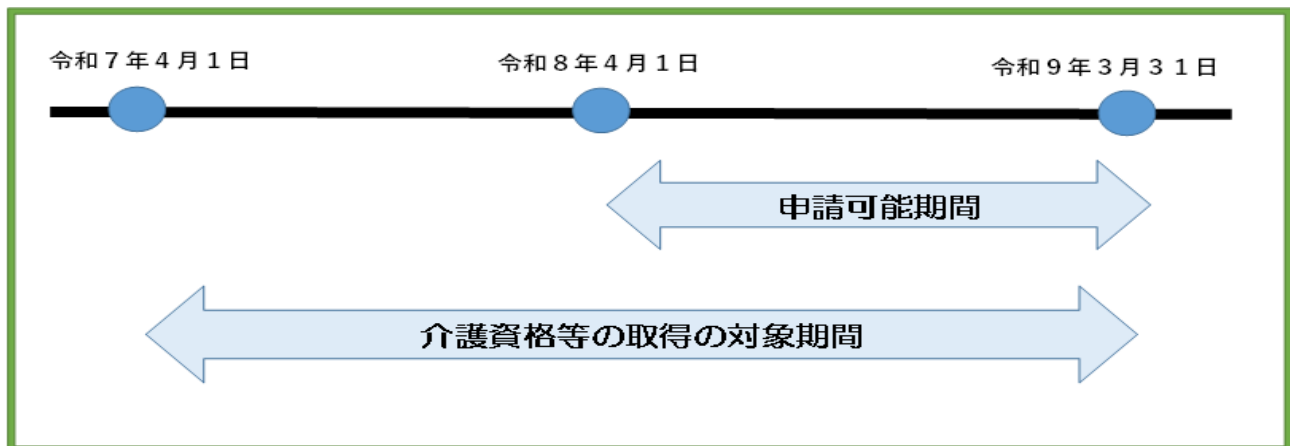 令和７年４月１日
令和８年４月１日
令和９年３月３１日
申請可能期間
介護資格等の取得の対象期間